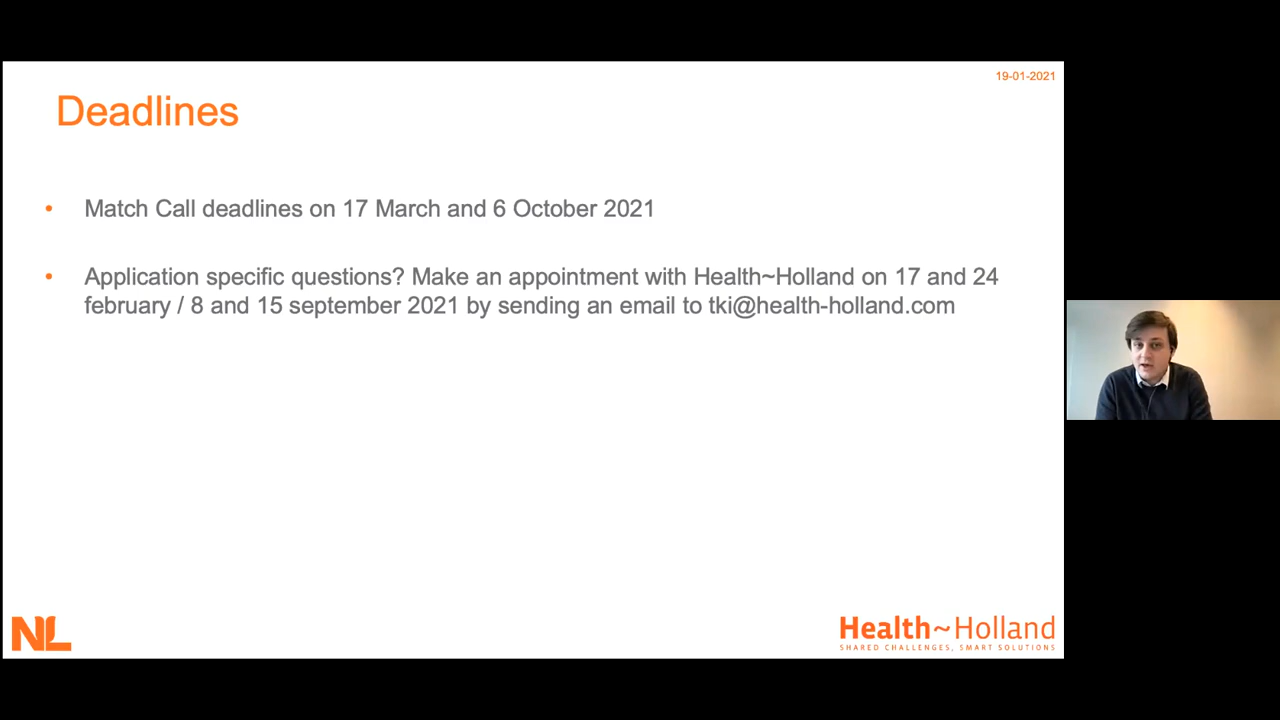 19-01-2021
Deadlines
• Match Call deadlines on 17 March and 6 October 2021
• Application specific questions? Make an appointment with Health~Holland on 17 and 24
february / 8 and 15 september 2021 by sending an email to tki@health-holland.com
NL
Health~Holland
SHARED CHALLENGES, SMART SOLUTIONS